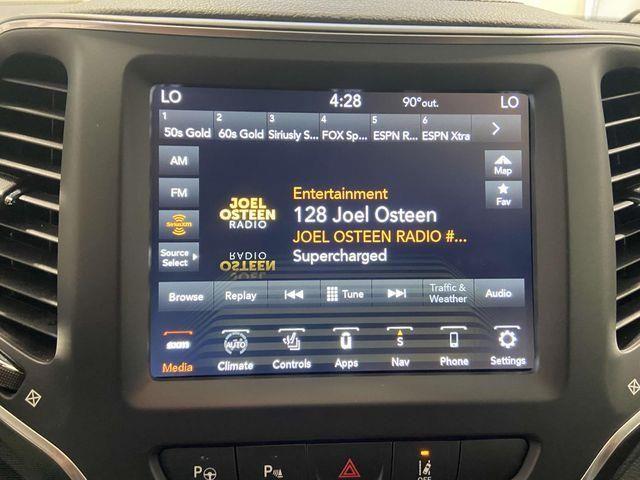 LO 4:28 90°out. LO
1 2 3 4 5 6
50s Gold 60s Gold Siriusly S... FOX Sp... ESPN R... ESPN Xtra
AM
Map
FM
Fav
SiriusXM
Source
Select
JOEL
OSTEEN
RADIO
Entertainment
128 Joel Osteen
JOEL OSTEEN RADIO #...
Supercharged
Browse Replay Tune Traffic & Weather Audio
AUTO S
Media Climate Controls Apps Nav Phone Settings
P P OFF